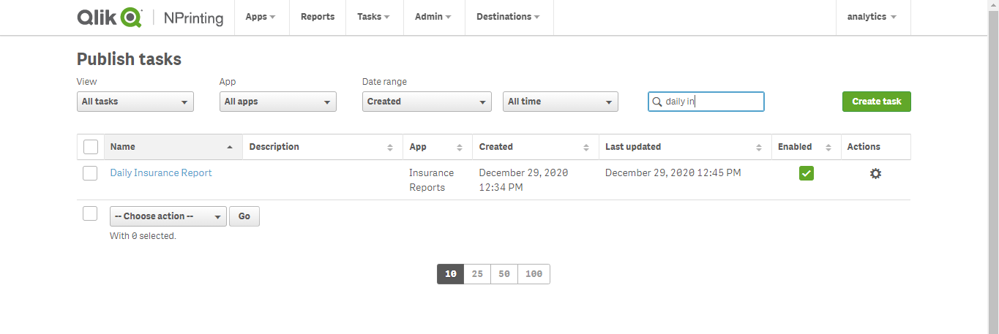 Qlik NPrinting Apps Reports Tasks Admin Destinations analytics
Publish tasks
View App Date range
All tasks All apps Created All time daily in Create task
Name Description App Created Last updated Enabled Actions
Daily Insurance Report Insurance December 29, 2020 December 29, 2020 12:45 PM
Reports 12:34 PM
-- Choose action -- Go
With 0 selected.
10 25 50 100